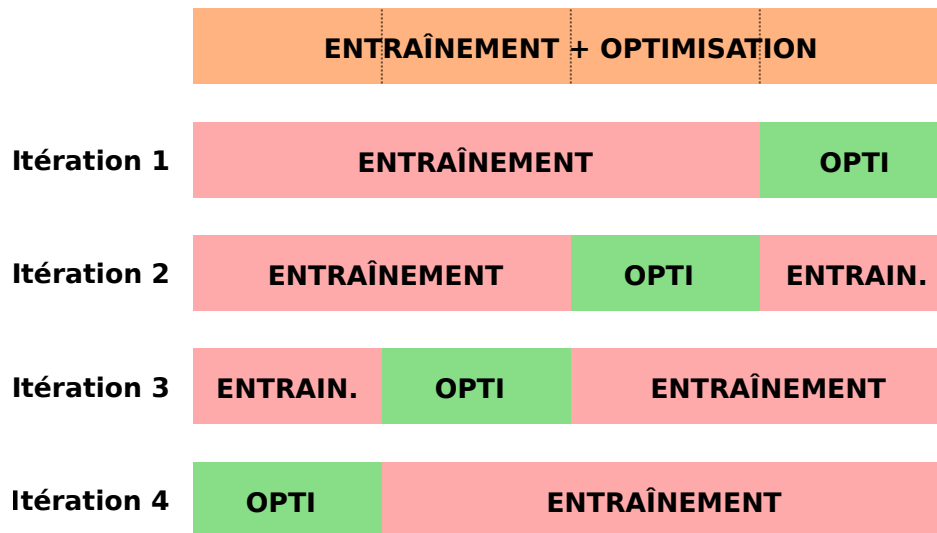 ENTRAÎNEMENT + OPTIMISATION
Itération 1 ENTRAÎNEMENT OPTI
Itération 2 ENTRAÎNEMENT OPTI ENTRAIN.
Itération 3 ENTRAIN. OPTI ENTRAÎNEMENT
Itération 4 OPTI ENTRAÎNEMENT